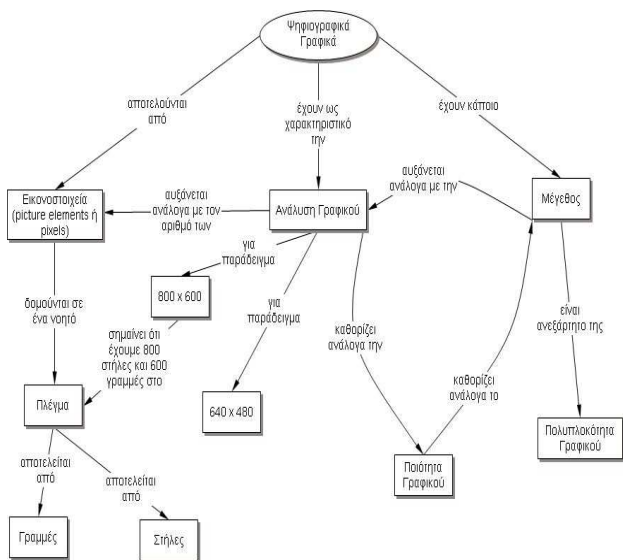 Ψηφιογραφικά
Γραφικά
αποτελούνται
από
έχουν ως
χαρακτηριστικό
την
έχουν κάποιο
Εικονοστοιχεία
(picture elements ή
pixels)
αυξάνεται
ανάλογα με τον
αριθμό των
Ανάλυση Γραφικού
αυξάνεται
ανάλογα με την
Μέγεθος
για
παράδειγμα
800 x 600
για
παράδειγμα
δομούνται σε
ένα νοητό
σημαίνει ότι
έχουμε 800
στήλες και 600
γραμμές στο
καθορίζει
ανάλογα την
είναι
ανεξάρτητο της
καθορίζει
ανάλογα το
Πλέγμα
640 x 480
Πολυπλοκότητα
Γραφικού
αποτελείται
από
αποτελείται
από
Ποιότητα
Γραφικού
Γραμμές
Στήλες